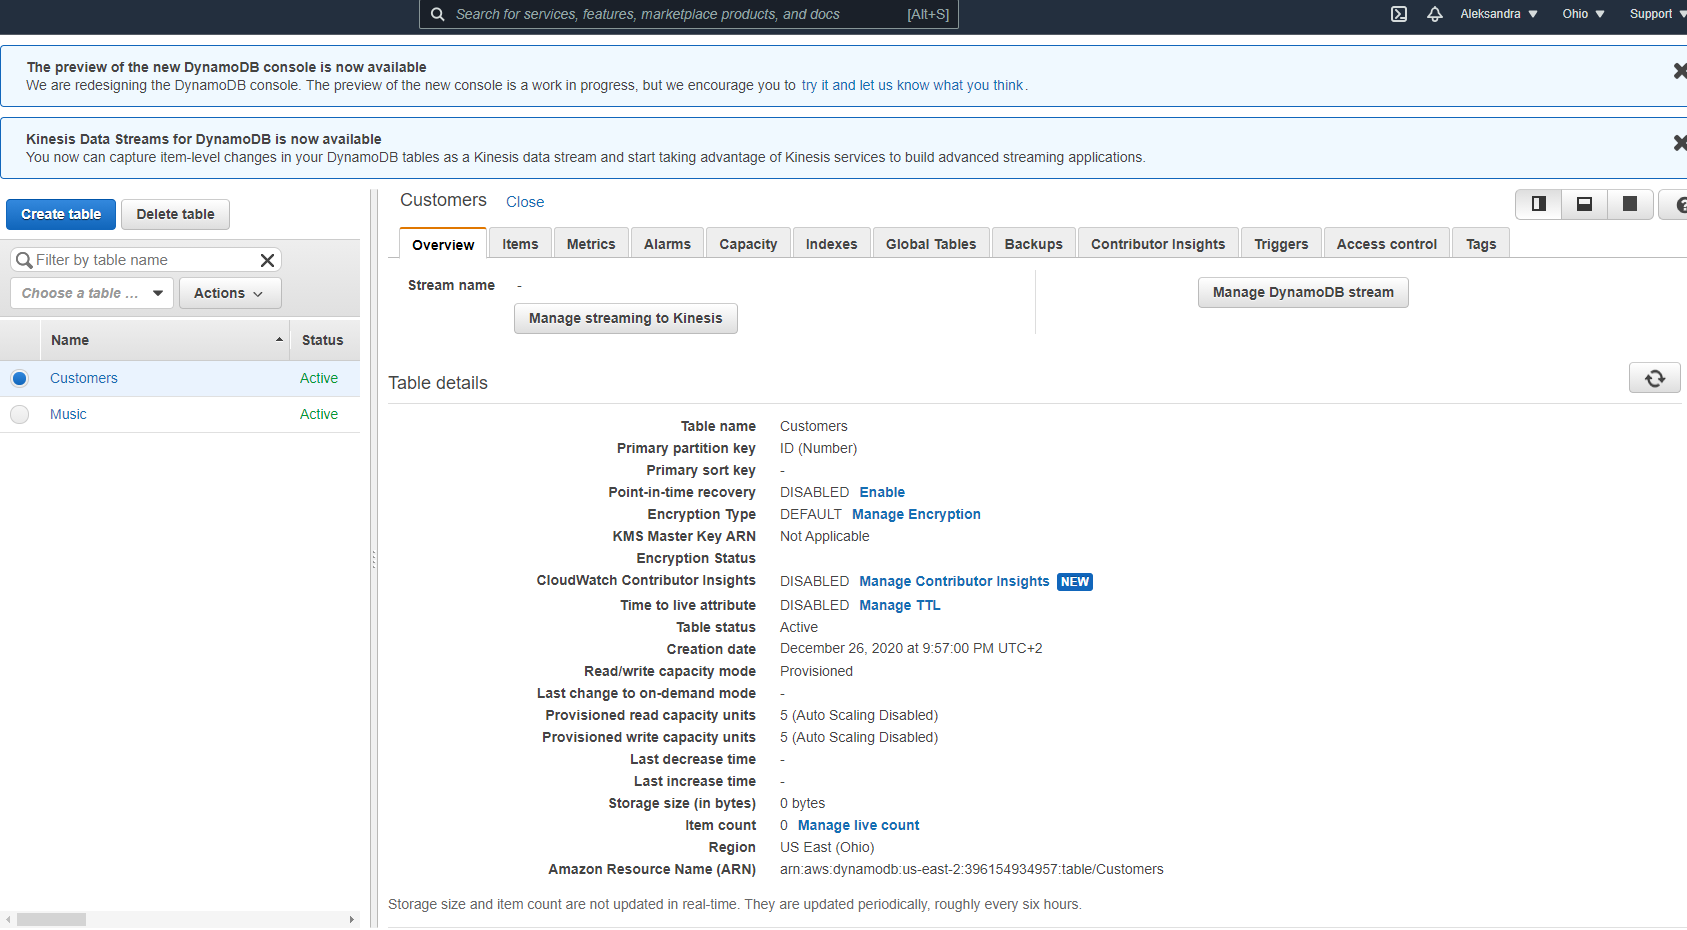 Search for services, features, marketplace products, and docs [Alt+S] Aleksandra Ohio Support
The preview of the new DynamoDB console is now available
We are redesigning the DynamoDB console. The preview of the new console is a work in progress, but we encourage you to try it and let us know what you think.
Kinesis Data Streams for DynamoDB is now available
You now can capture item-level changes in your DynamoDB tables as a Kinesis data stream and start taking advantage of Kinesis services to build advanced streaming applications.
Create table Delete table
Filter by table name
Choose a table ... Actions
Name Status
Customers Active
Music Active
Customers Close
Overview Items Metrics Alarms Capacity Indexes Global Tables Backups Contributor Insights Triggers Access control Tags
Stream name -
Manage streaming to Kinesis
Manage DynamoDB stream
Table details
Table name Customers
Primary partition key ID (Number)
Primary sort key -
Point-in-time recovery DISABLED Enable
Encryption Type DEFAULT Manage Encryption
KMS Master Key ARN Not Applicable
Encryption Status
CloudWatch Contributor Insights DISABLED Manage Contributor Insights NEW
Time to live attribute DISABLED Manage TTL
Table status Active
Creation date December 26, 2020 at 9:57:00 PM UTC+2
Read/write capacity mode Provisioned
Last change to on-demand mode -
Provisioned read capacity units 5 (Auto Scaling Disabled)
Provisioned write capacity units 5 (Auto Scaling Disabled)
Last decrease time -
Last increase time -
Storage size (in bytes) 0 bytes
Item count 0 Manage live count
Region US East (Ohio)
Amazon Resource Name (ARN) arn:aws:dynamodb:us-east-2:396154934957:table/Customers
Storage size and item count are not updated in real-time. They are updated periodically, roughly every six hours.